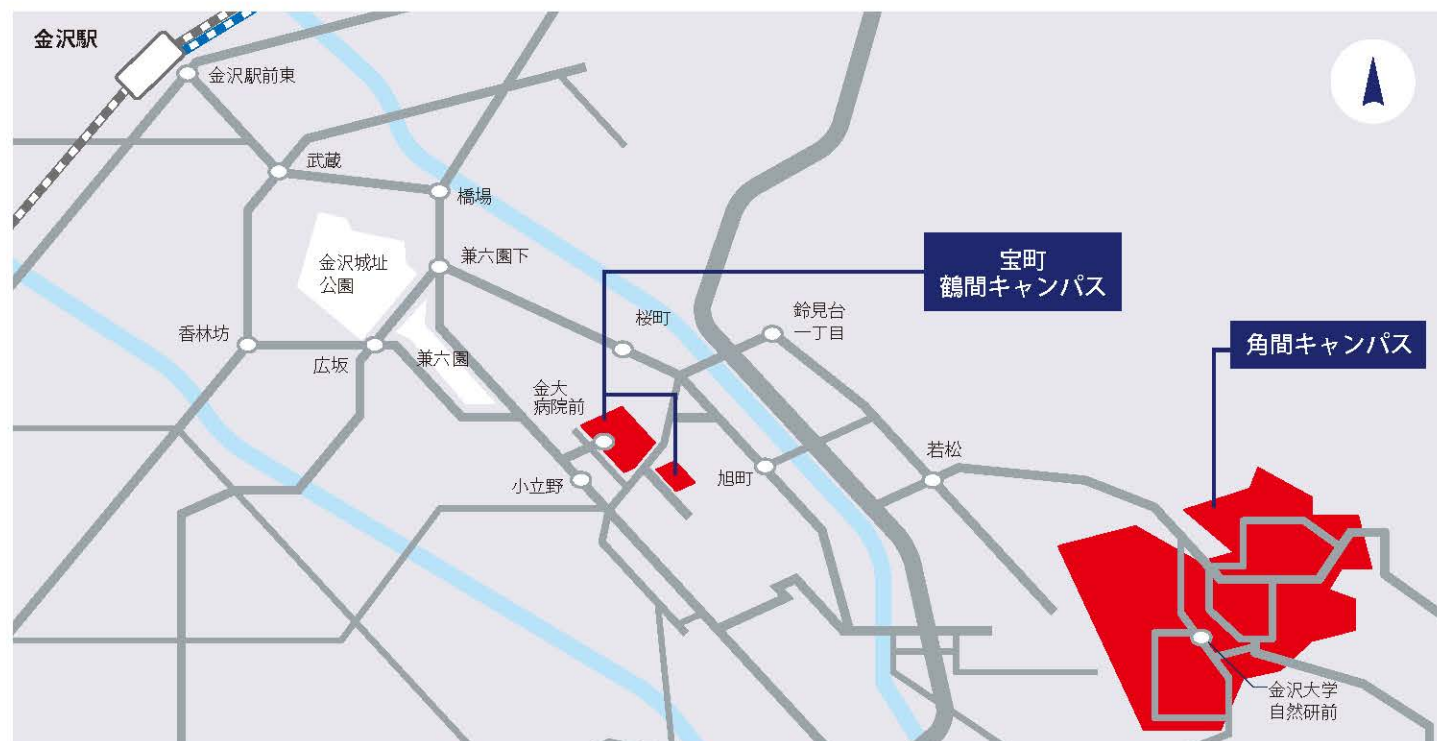 金沢駅
金沢駅前東
武蔵
橋場
兼六園下
金沢城址
公園
宝町
鶴間キャンパス
桜町
鈴見台
一丁目
香林坊
広坂
兼六園
角間キャンパス
金大
病院前
小立野
旭町
若松
金沢大学
自然研前